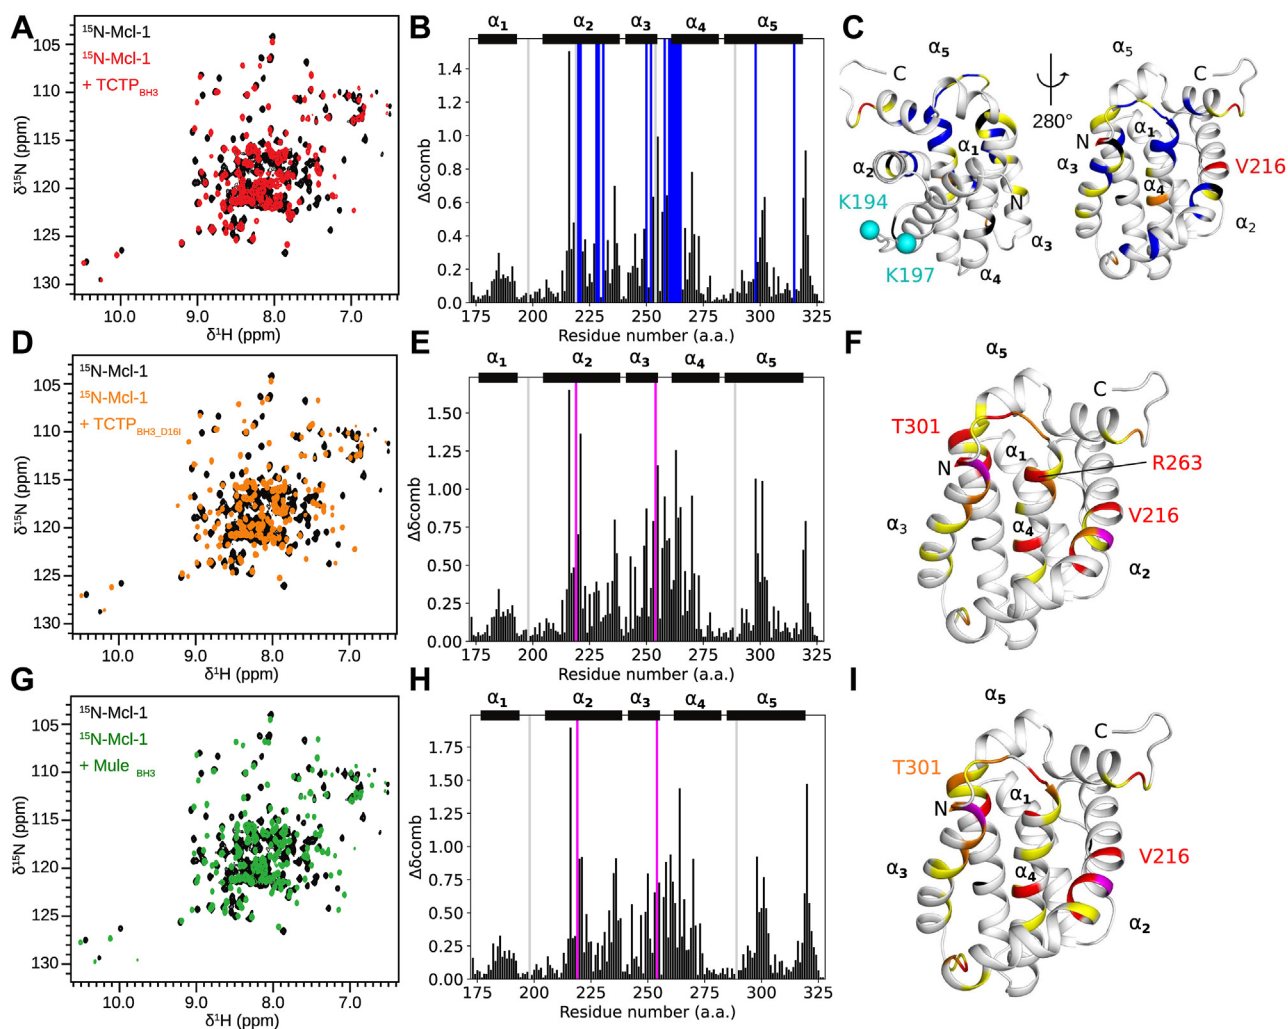 A
¹⁵N-Mcl-1
¹⁵N-Mcl-1
+ TCTP_BH3
105
110
115
120
125
130
δ¹⁵N (ppm)
10.0 9.0 8.0 7.0
δ¹H (ppm)
B
α₁ α₂ α₃ α₄ α₅
1.4
1.2
1.0
0.8
0.6
0.4
0.2
0.0
Δδcomb
175 200 225 250 275 300 325
Residue number (a.a.)
C
α₅
C
α₁
α₂
N
K194
K197
α₃
α₄
280°
α₅
C
α₁
N
α₃
α₄
V216
α₂
D
¹⁵N-Mcl-1
¹⁵N-Mcl-1
+ TCTP_BH3_D16I
105
110
115
120
125
130
δ¹⁵N (ppm)
10.0 9.0 8.0 7.0
δ¹H (ppm)
E
α₁ α₂ α₃ α₄ α₅
1.50
1.25
1.00
0.75
0.50
0.25
0.00
Δδcomb
175 200 225 250 275 300 325
Residue number (a.a.)
F
α₅
C
T301
α₁
N
R263
V216
α₃
α₄
α₂
G
¹⁵N-Mcl-1
¹⁵N-Mcl-1
+ Mule BH3
105
110
115
120
125
130
δ¹⁵N (ppm)
10.0 9.0 8.0 7.0
δ¹H (ppm)
H
α₁ α₂ α₃ α₄ α₅
1.75
1.50
1.25
1.00
0.75
0.50
0.25
0.00
Δδcomb
175 200 225 250 275 300 325
Residue number (a.a.)
I
α₅
C
T301
α₁
N
V216
α₃
α₄
α₂